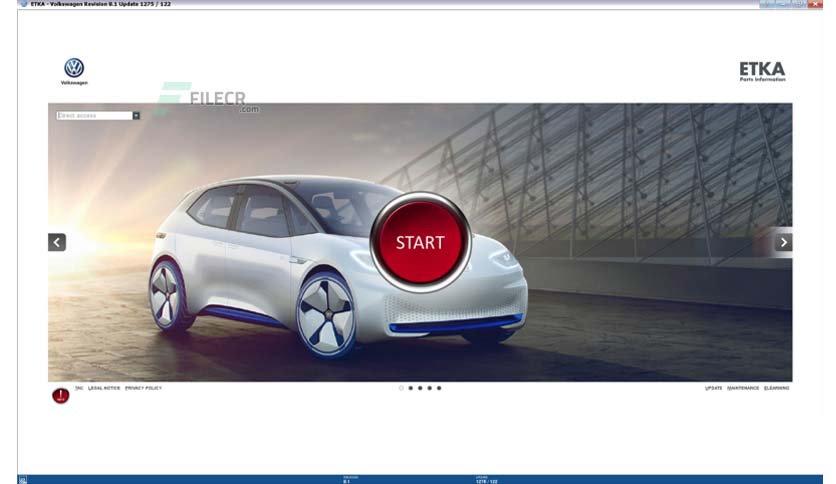 ETKA - Volkswagen Revision 8.1 Update 1275 / 122
Volkswagen
ETKA
Parts Information
FILECR
.com
Direct access
START
TAC LEGAL NOTICE PRIVACY POLICY
UPDATE MAINTENANCE ELEARNING
8.1
1275 / 122